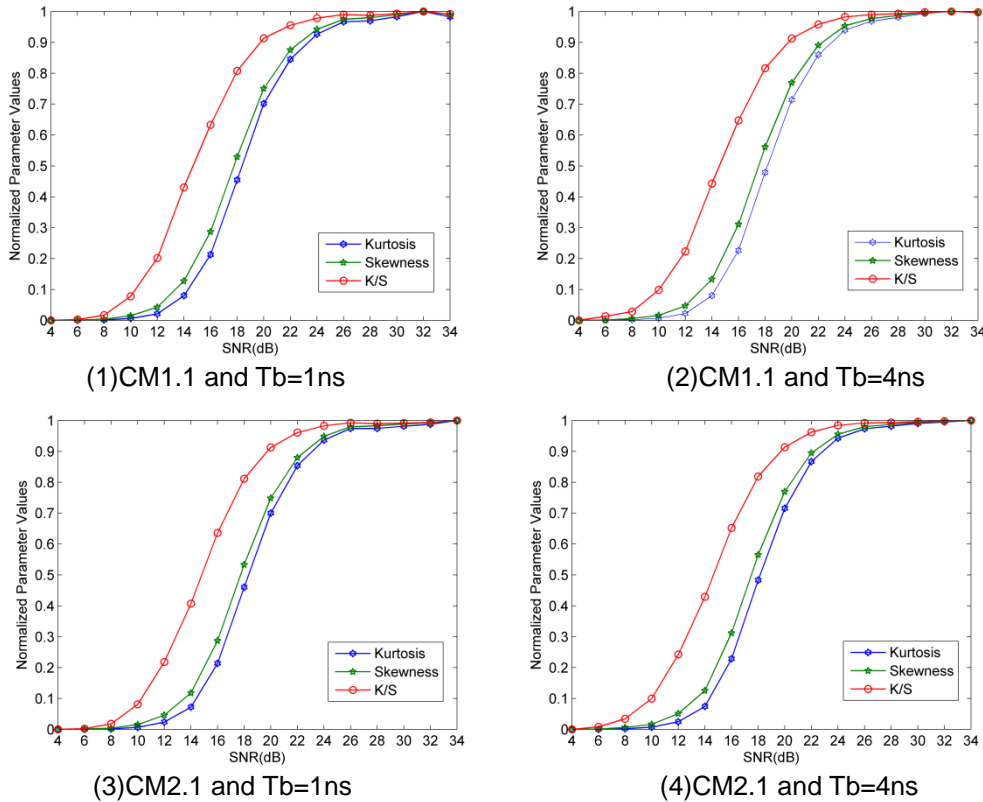 Normalized Parameter Values
1
0.9
0.8
0.7
0.6
0.5
0.4
0.3
0.2
0.1
0
4 6 8 10 12 14 16 18 20 22 24 26 28 30 32 34
SNR(dB)
Kurtosis
Skewness
K/S
(1)CM1.1 and Tb=1ns
Normalized Parameter Values
1
0.9
0.8
0.7
0.6
0.5
0.4
0.3
0.2
0.1
0
4 6 8 10 12 14 16 18 20 22 24 26 28 30 32 34
SNR(dB)
Kurtosis
Skewness
K/S
(2)CM1.1 and Tb=4ns
Normalized Parameter Values
1
0.9
0.8
0.7
0.6
0.5
0.4
0.3
0.2
0.1
0
4 6 8 10 12 14 16 18 20 22 24 26 28 30 32 34
SNR(dB)
Kurtosis
Skewness
K/S
(3)CM2.1 and Tb=1ns
Normalized Parameter Values
1
0.9
0.8
0.7
0.6
0.5
0.4
0.3
0.2
0.1
0
4 6 8 10 12 14 16 18 20 22 24 26 28 30 32 34
SNR(dB)
Kurtosis
Skewness
K/S
(4)CM2.1 and Tb=4ns